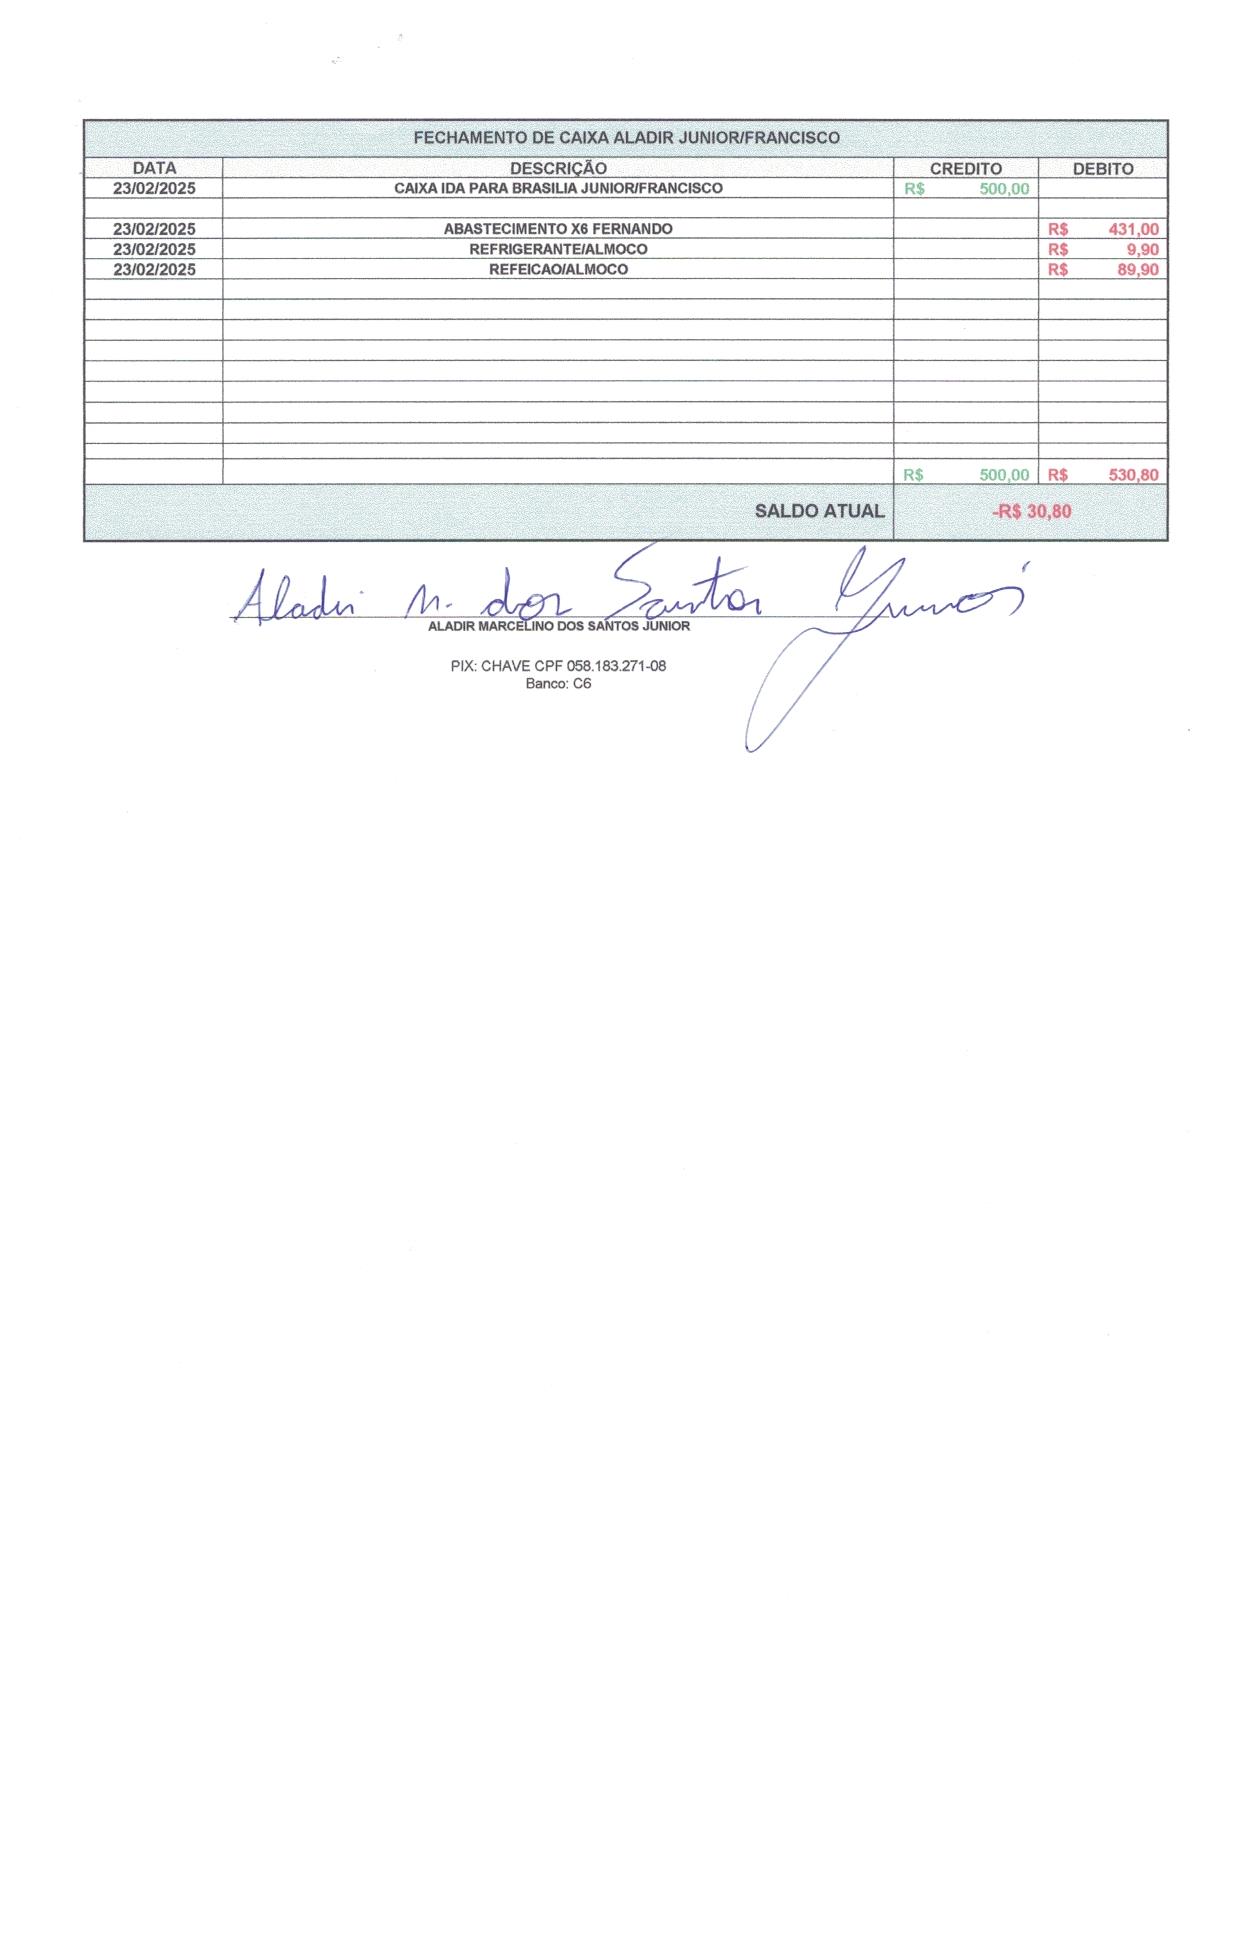 FECHAMENTO DE CAIXA ALADIR JUNIOR/FRANCISCO
DATA DESCRIÇÃO CREDITO DEBITO
23/02/2025 CAIXA IDA PARA BRASILIA JUNIOR/FRANCISCO R$ 500,00
23/02/2025 ABASTECIMENTO X6 FERNANDO R$ 431,00
23/02/2025 REFRIGERANTE/ALMOCO R$ 9,90
23/02/2025 REFEICAO/ALMOCO R$ 89,90
R$ 500,00 R$ 530,80
SALDO ATUAL -R$ 30,80
Aladir M. dos Santos Junior
ALADIR MARCELINO DOS SANTOS JUNIOR
PIX: CHAVE CPF 058.183.271-08
Banco: C6